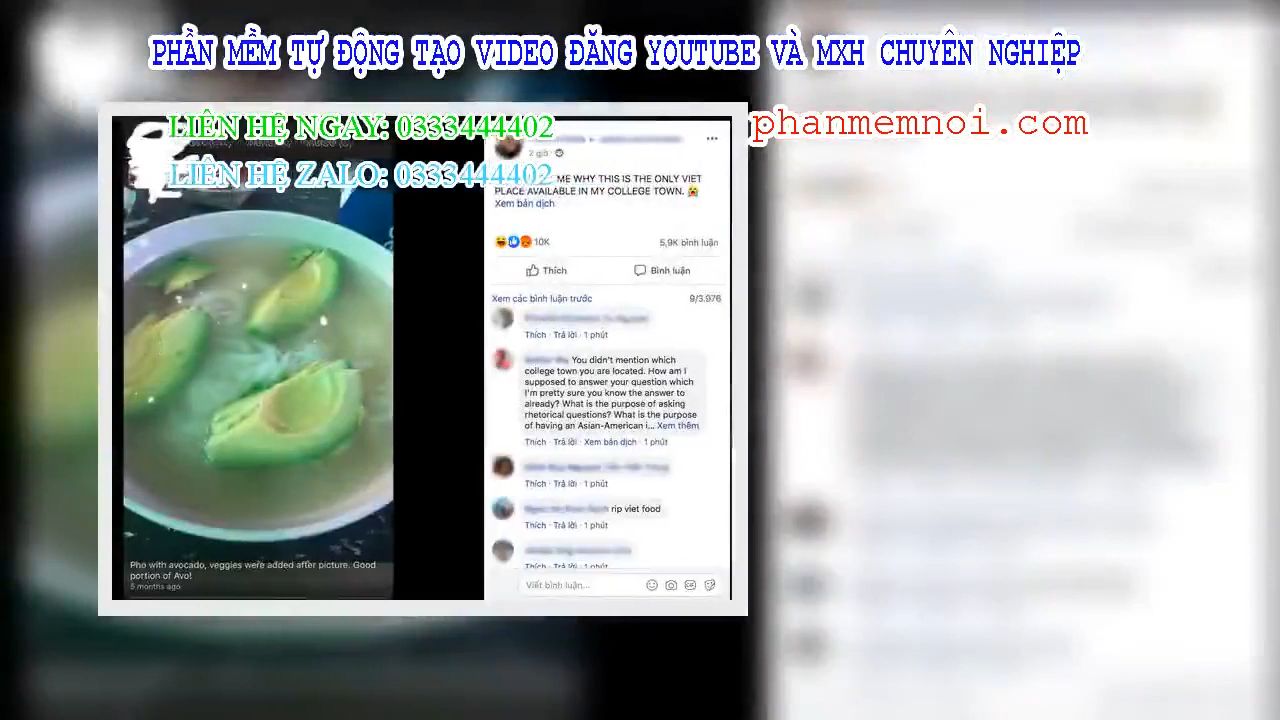 PHẦN MỀM TỰ ĐỘNG TẠO VIDEO ĐĂNG YOUTUBE VÀ MXH CHUYÊN NGHIỆP
LIÊN HỆ NGAY: 0333444402
phanmemnoi.com
LIÊN HỆ ZALO: 0333444402
2 giờ
ME WHY THIS IS THE ONLY VIET
PLACE AVAILABLE IN MY COLLEGE TOWN. 😭
Xem bản dịch
10K
5,9K bình luận
Thích
Bình luận
Xem các bình luận trước
9/3.976
Thích · Trả lời · 1 phút
You didn't mention which
college town you are located. How am I
supposed to answer your question which
I'm pretty sure you know the answer to
already? What is the purpose of asking
rhetorical questions? What is the purpose
of having an Asian-American i... Xem thêm
Thích · Trả lời · Xem bản dịch · 1 phút
Thích · Trả lời · 1 phút
rip viet food
Thích · Trả lời · 1 phút
Thích · Trả lời · 1 phút
Viết bình luận...
Pho with avocado, veggies were added after picture. Good
portion of Avo!
5 months ago